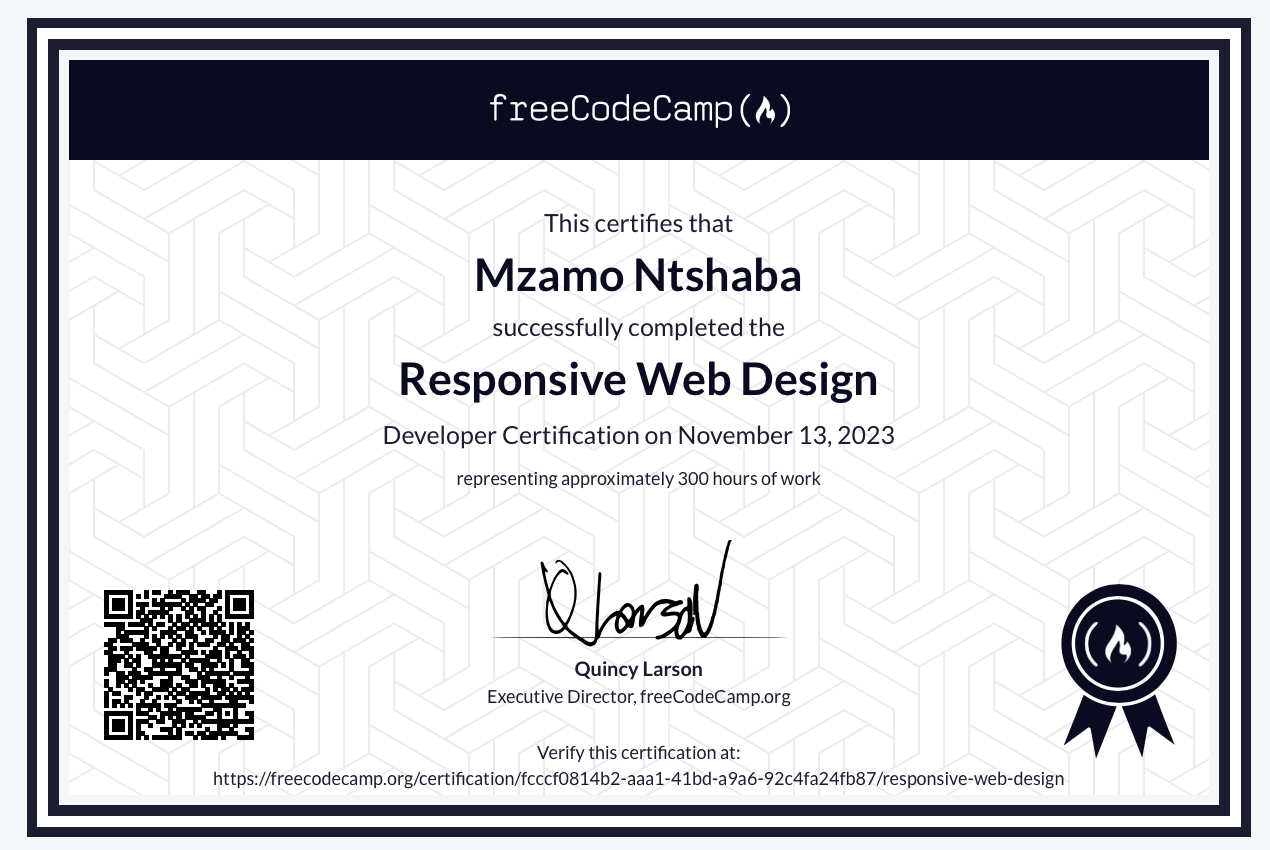 freeCodeCamp
This certifies that
Mzamo Ntshaba
successfully completed the
Responsive Web Design
Developer Certification on November 13, 2023
representing approximately 300 hours of work
Quincy Larson
Executive Director, freeCodeCamp.org
Verify this certification at:
https://freecodecamp.org/certification/fcccf0814b2-aaa1-41bd-a9a6-92c4fa24fb87/responsive-web-design